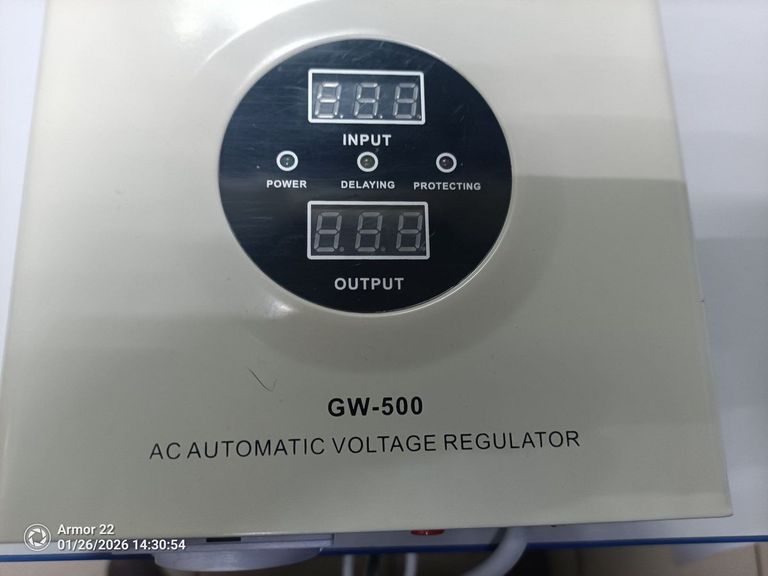 INPUT
POWER DELAYING PROTECTING
OUTPUT
GW-500
AC AUTOMATIC VOLTAGE REGULATOR
Armor 22
01/26/2026 14:30:54